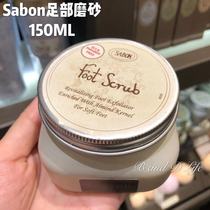 Sabon足部磨砂
150ML
SABON
Foot Scrub
Revitalizing Foot Exfoliator
Enriched With Almond Kernel
For Soft Feet